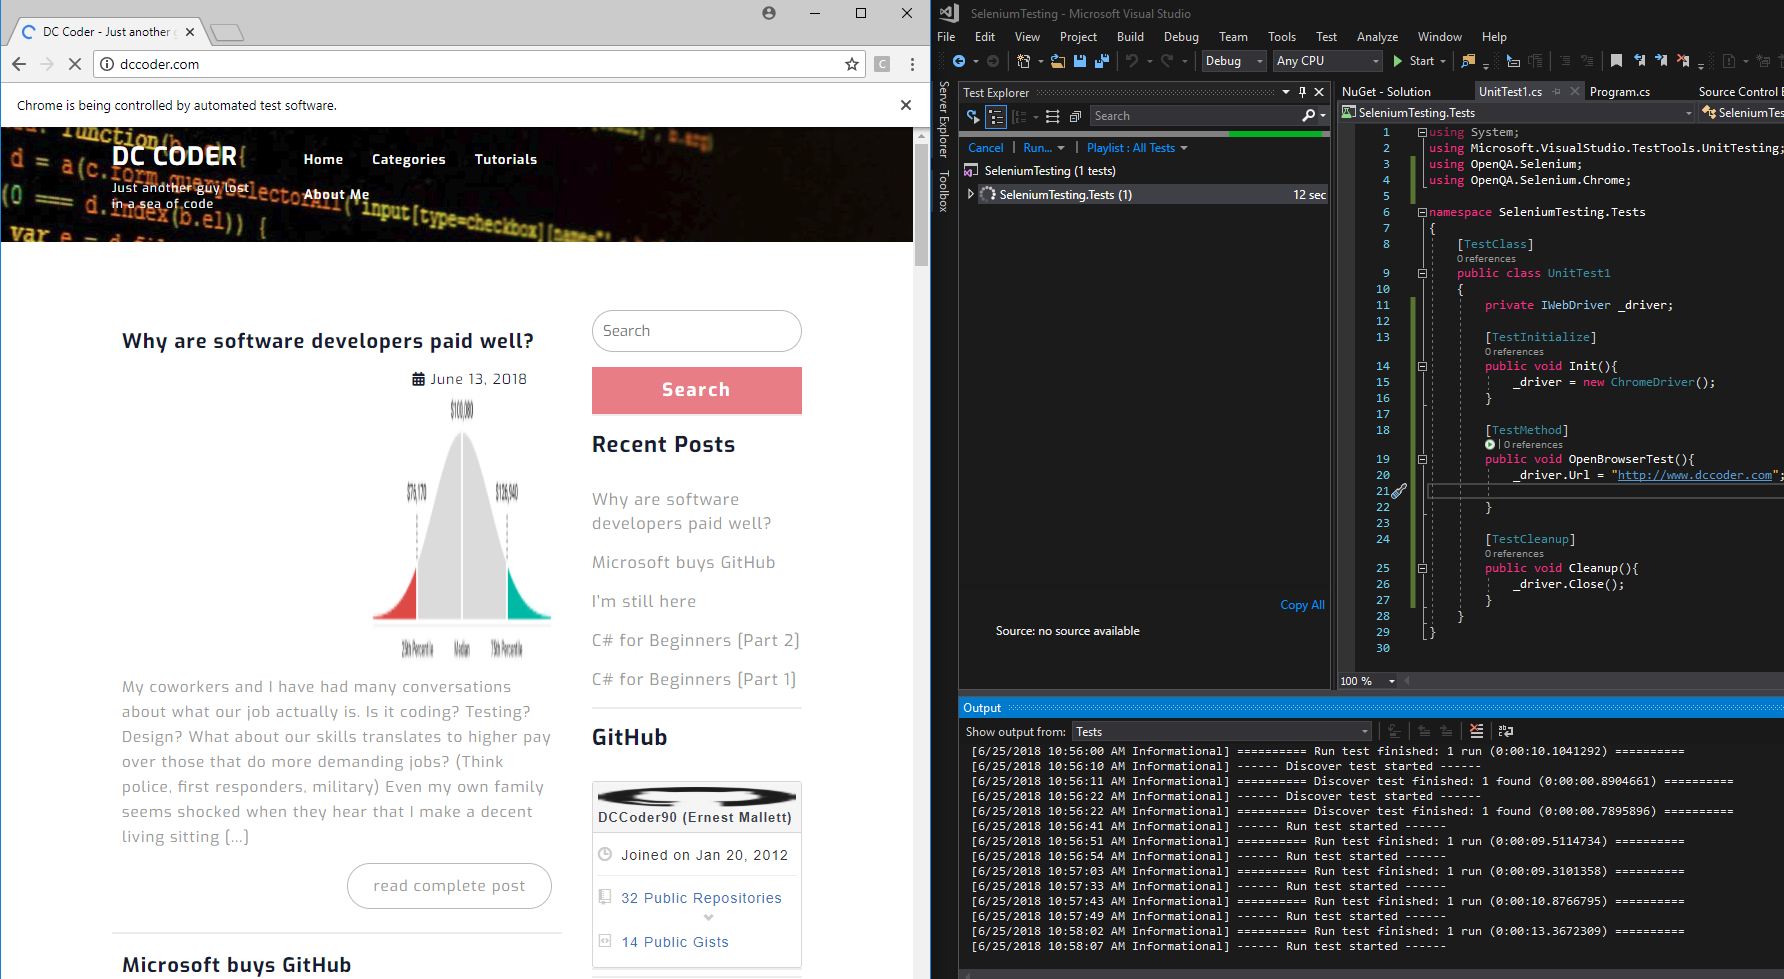 DC Coder - Just another
dccoder.com
Chrome is being controlled by automated test software.
DC CODER
Just another guy lost
in a sea of code
Home
Categories
Tutorials
About Me
function(b.el){
d = a(c.form.querySelectorAll("input[type=checkbox][name="
(0 === d.index(b.el)) {
var e = d.fi
Why are software developers paid well?
June 13, 2018
$100,080
$76,170
$126,940
25th Percentile
Median
75th Percentile
My coworkers and I have had many conversations
about what our job actually is. Is it coding? Testing?
Design? What about our skills translates to higher pay
over those that do more demanding jobs? (Think
police, first responders, military) Even my own family
seems shocked when they hear that I make a decent
living sitting [...]
read complete post
Microsoft buys GitHub
Search
Search
Recent Posts
Why are software
developers paid well?
Microsoft buys GitHub
I'm still here
C# for Beginners [Part 2]
C# for Beginners [Part 1]
GitHub
DCCoder90 (Ernest Mallett)
Joined on Jan 20, 2012
32 Public Repositories
14 Public Gists
SeleniumTesting - Microsoft Visual Studio
File Edit View Project Build Debug Team Tools Test Analyze Window Help
Debug Any CPU Start
Server Explorer
Toolbox
Test Explorer
Search
Cancel | Run... | Playlist : All Tests
SeleniumTesting (1 tests)
SeleniumTesting.Tests (1) 12 sec
Copy All
Source: no source available
NuGet - Solution UnitTest1.cs Program.cs Source Control E
SeleniumTesting.Tests SeleniumTes
1 using System;
2 using Microsoft.VisualStudio.TestTools.UnitTesting;
3 using OpenQA.Selenium;
4 using OpenQA.Selenium.Chrome;
5
6 namespace SeleniumTesting.Tests
7 {
8 [TestClass]
0 references
9 public class UnitTest1
10 {
11 private IWebDriver _driver;
12
13 [TestInitialize]
0 references
14 public void Init(){
15 _driver = new ChromeDriver();
16 }
17
18 [TestMethod]
| 0 references
19 public void OpenBrowserTest(){
20 _driver.Url = "http://www.dccoder.com";
21
22 }
23
24 [TestCleanup]
0 references
25 public void Cleanup(){
26 _driver.Close();
27 }
28 }
29 }
30
100 %
Output
Show output from: Tests
[6/25/2018 10:56:00 AM Informational] ========== Run test finished: 1 run (0:00:10.1041292) ==========
[6/25/2018 10:56:10 AM Informational] ------ Discover test started ------
[6/25/2018 10:56:11 AM Informational] ========== Discover test finished: 1 found (0:00:00.8904661) ==========
[6/25/2018 10:56:22 AM Informational] ------ Discover test started ------
[6/25/2018 10:56:22 AM Informational] ========== Discover test finished: 1 found (0:00:00.7895896) ==========
[6/25/2018 10:56:41 AM Informational] ------ Run test started ------
[6/25/2018 10:56:51 AM Informational] ========== Run test finished: 1 run (0:00:09.5114734) ==========
[6/25/2018 10:56:54 AM Informational] ------ Run test started ------
[6/25/2018 10:57:03 AM Informational] ========== Run test finished: 1 run (0:00:09.3101358) ==========
[6/25/2018 10:57:33 AM Informational] ------ Run test started ------
[6/25/2018 10:57:43 AM Informational] ========== Run test finished: 1 run (0:00:10.8766795) ==========
[6/25/2018 10:57:49 AM Informational] ------ Run test started ------
[6/25/2018 10:58:02 AM Informational] ========== Run test finished: 1 run (0:00:13.3672309) ==========
[6/25/2018 10:58:07 AM Informational] ------ Run test started ------